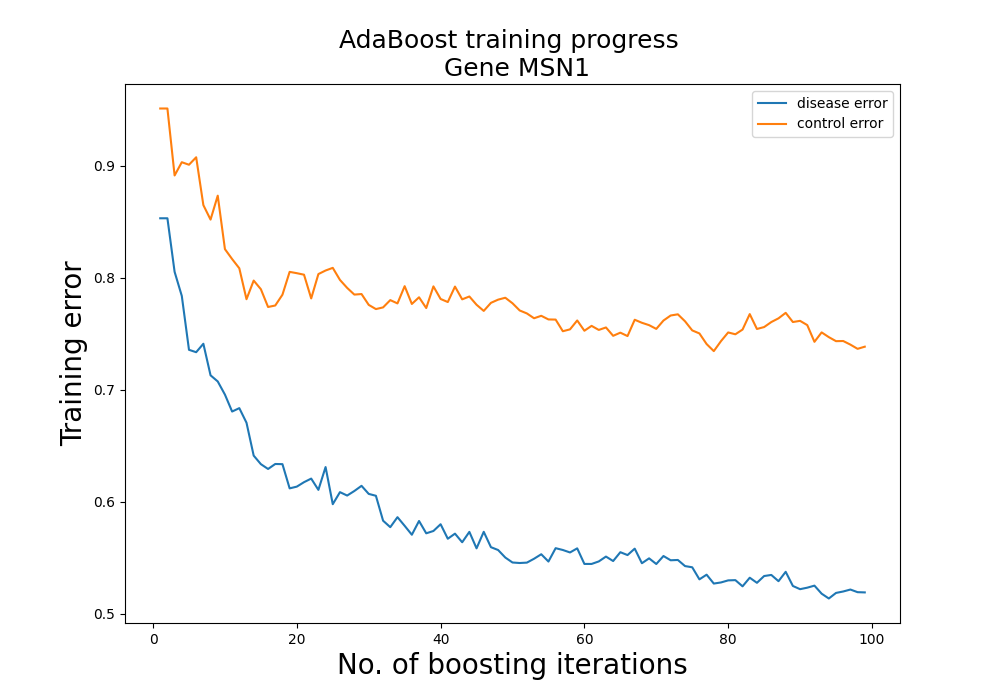 AdaBoost training progress
Gene MSN1
disease error
control error
Training error
0.9
0.8
0.7
0.6
0.5
0 20 40 60 80 100
No. of boosting iterations